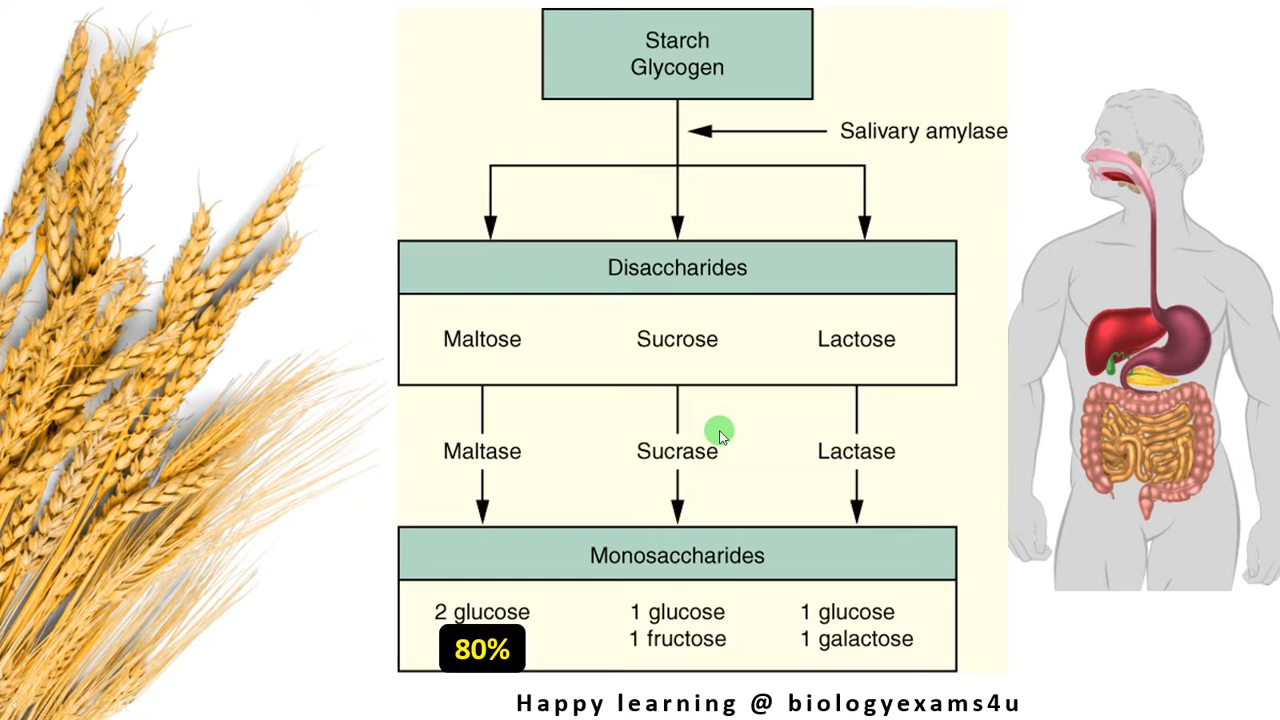 Starch
Glycogen
Salivary amylase
Disaccharides
Maltose Sucrose Lactose
Maltase Sucrase Lactase
Monosaccharides
2 glucose 1 glucose 1 glucose
80% 1 fructose 1 galactose
Happy learning @ biologyexams4u